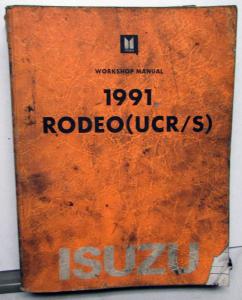 WORKSHOP MANUAL
1991
RODEO(UCR/S)
ISUZU